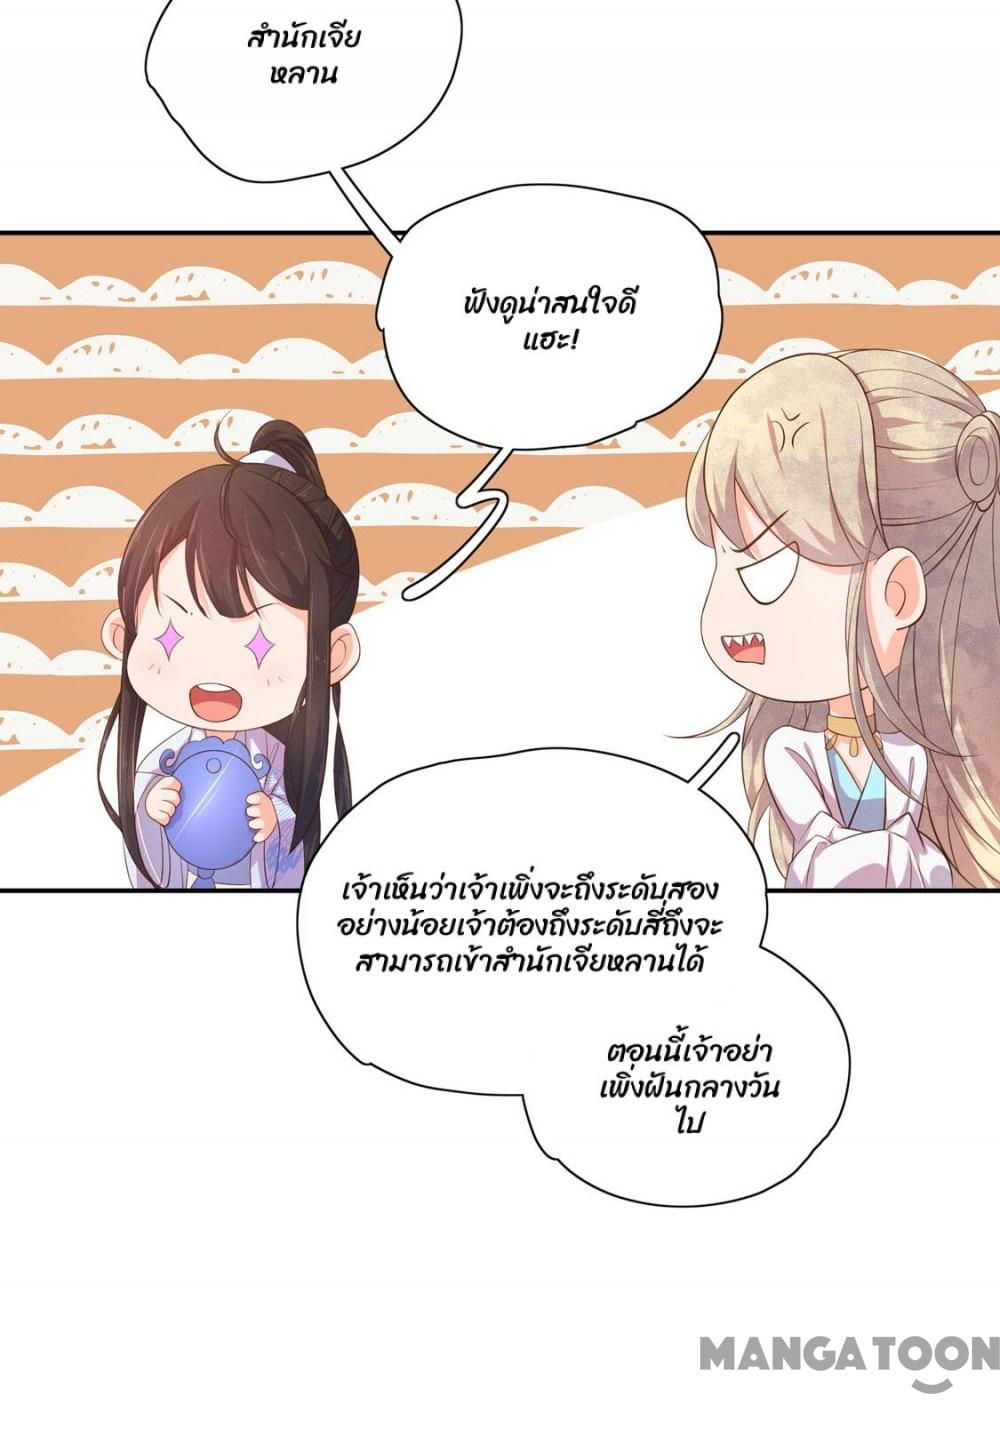 สำนักเจีย
หลาน
ฟังดูน่าสนใจดี
แฮะ!
เจ้าเห็นว่าเจ้าเพิ่งจะถึงระดับสอง
อย่างน้อยเจ้าต้องถึงระดับสี่ถึงจะ
สามารถเข้าสำนักเจียหลานได้
ตอนนี้เจ้าอย่า
เพิ่งฝันกลางวัน
ไป
MANGATOON